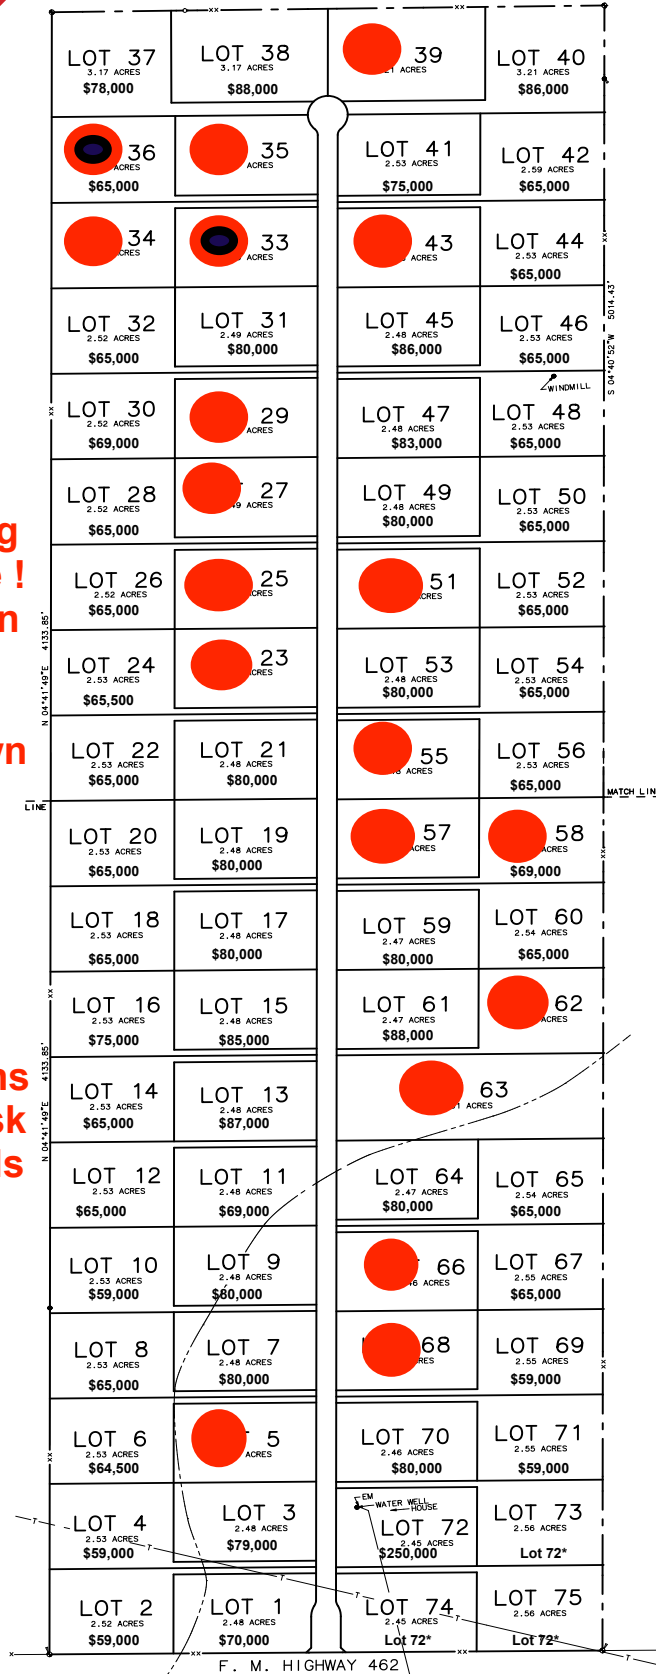 LOT 37
3.17 ACRES
$78,000
LOT 38
3.17 ACRES
$88,000
39
ACRES
LOT 40
3.21 ACRES
$86,000
36
ACRES
$65,000
35
ACRES
LOT 41
2.53 ACRES
$75,000
LOT 42
2.59 ACRES
$65,000
34
33
ACRES
43
ACRES
LOT 44
2.53 ACRES
$65,000
LOT 32
2.52 ACRES
$65,000
LOT 31
2.49 ACRES
$80,000
LOT 45
2.48 ACRES
$86,000
LOT 46
2.53 ACRES
$65,000
S 04°40'52"W 5014.43'
WINDMILL
LOT 30
2.52 ACRES
$69,000
29
ACRES
LOT 47
2.48 ACRES
$83,000
LOT 48
2.53 ACRES
$65,000
LOT 28
2.52 ACRES
$65,000
27
ACRES
LOT 49
2.48 ACRES
$80,000
LOT 50
2.53 ACRES
$65,000
g
e !
n
LOT 26
2.52 ACRES
$65,000
25
ACRES
51
ACRES
LOT 52
2.53 ACRES
$65,000
N 04°41'49"E 4133.85'
LOT 24
2.53 ACRES
$65,500
23
ACRES
LOT 53
2.48 ACRES
$80,000
LOT 54
2.53 ACRES
$65,000
vn
LOT 22
2.53 ACRES
$65,000
LOT 21
2.48 ACRES
$80,000
55
ACRES
LOT 56
2.53 ACRES
$65,000
LINE
MATCH LIN
LOT 20
2.53 ACRES
$65,000
LOT 19
2.48 ACRES
$80,000
57
ACRES
58
ACRES
$69,000
LOT 18
2.53 ACRES
$65,000
LOT 17
2.48 ACRES
$80,000
LOT 59
2.47 ACRES
$80,000
LOT 60
2.54 ACRES
$65,000
LOT 16
2.53 ACRES
$75,000
LOT 15
2.48 ACRES
$85,000
LOT 61
2.47 ACRES
$88,000
62
ACRES
ns
sk
ls
N 04°41'49"E 4133.85'
LOT 14
2.53 ACRES
$65,000
LOT 13
2.48 ACRES
$87,000
63
ACRES
LOT 12
2.53 ACRES
$65,000
LOT 11
2.48 ACRES
$69,000
LOT 64
2.47 ACRES
$80,000
LOT 65
2.54 ACRES
$65,000
LOT 10
2.53 ACRES
$59,000
LOT 9
2.48 ACRES
$80,000
66
ACRES
LOT 67
2.55 ACRES
$65,000
LOT 8
2.53 ACRES
$65,000
LOT 7
2.48 ACRES
$80,000
68
LOT 69
2.55 ACRES
$59,000
LOT 6
2.53 ACRES
$64,500
5
ACRES
LOT 70
2.46 ACRES
$80,000
LOT 71
2.55 ACRES
$59,000
LOT 4
2.53 ACRES
$59,000
LOT 3
2.48 ACRES
$79,000
EM
WATER WELL
HOUSE
LOT 72
2.45 ACRES
$250,000
LOT 73
2.56 ACRES
Lot 72*
LOT 2
2.52 ACRES
$59,000
LOT 1
2.48 ACRES
$70,000
LOT 74
2.45 ACRES
Lot 72*
LOT 75
2.56 ACRES
Lot 72*
F. M. HIGHWAY 462